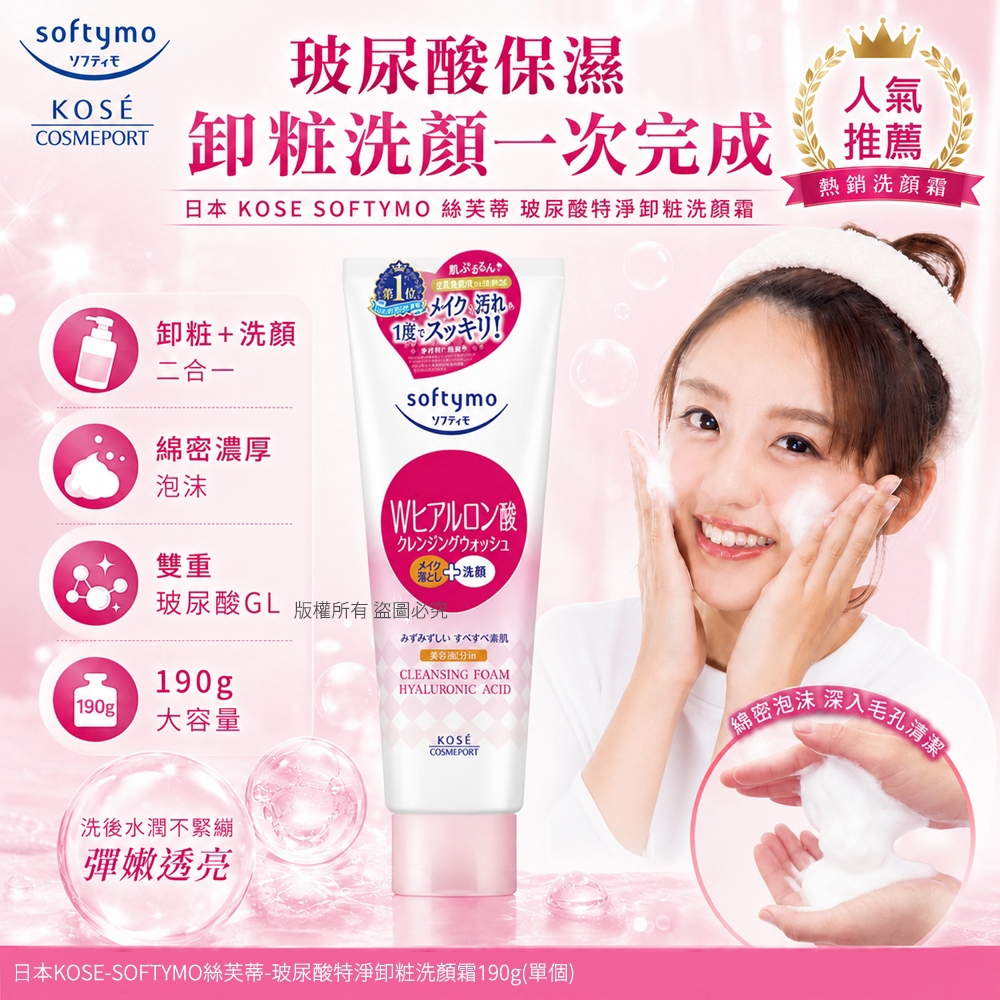 softymo
ソフティモ
KOSÉ
COSMEPORT
玻尿酸保濕
卸粧洗顏一次完成
日本 KOSE SOFTYMO 絲芙蒂 玻尿酸特淨卸粧洗顏霜
人氣
推薦
熱銷洗顏霜
卸粧+洗顏
二合一
綿密濃厚
泡沫
雙重
玻尿酸GL
190g
190g
大容量
洗後水潤不緊繃
彈嫩透亮
肌ぷるるん
第1位
メイク 汚れ
1度でスッキリ!
softymo
ソフティモ
Wヒアルロン酸
クレンジングウォッシュ
メイク
落とし
+洗顔
みずみずしい すべすべ素肌
CLEANSING FOAM
HYALURONIC ACID
KOSÉ
COSMEPORT
版權所有 盜圖必究
綿密泡沫 深入毛孔清潔
日本KOSE-SOFTYMO絲芙蒂-玻尿酸特淨卸粧洗顏霜190g(單個)